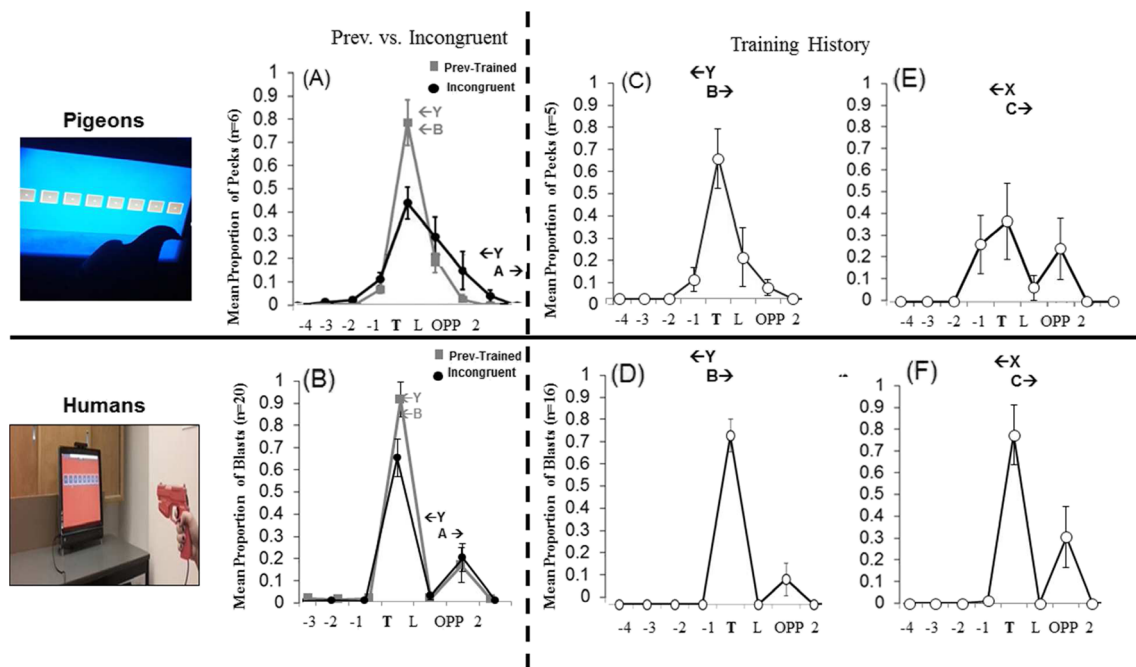 Prev. vs. Incongruent
Training History
Pigeons
(A)
Prev-Trained
Incongruent
Mean Proportion of Pecks (n=6)
1
0.9
0.8
0.7
0.6
0.5
0.4
0.3
0.2
0.1
0
←Y
←B
←Y
A →
-4 -3 -2 -1 T L OPP 2
(C)
←Y
B→
Mean Proportion of Pecks (n=5)
1
0.9
0.8
0.7
0.6
0.5
0.4
0.3
0.2
0.1
0
-4 -3 -2 -1 T L OPP 2
(E)
←X
C→
1
0.9
0.8
0.7
0.6
0.5
0.4
0.3
0.2
0.1
0
-4 -3 -2 -1 T L OPP 2
Humans
(B)
Prev-Trained
Incongruent
Mean Proportion of Blasts (n=20)
1
0.9
0.8
0.7
0.6
0.5
0.4
0.3
0.2
0.1
0
←Y
←B
←Y
A →
-3 -2 -1 T L OPP 2
(D)
←Y
B→
Mean Proportion of Blasts (n=16)
1
0.9
0.8
0.7
0.6
0.5
0.4
0.3
0.2
0.1
0
-4 -3 -2 -1 T L OPP 2
(F)
←X
C→
1
0.9
0.8
0.7
0.6
0.5
0.4
0.3
0.2
0.1
0
-4 -3 -2 -1 T L OPP 2